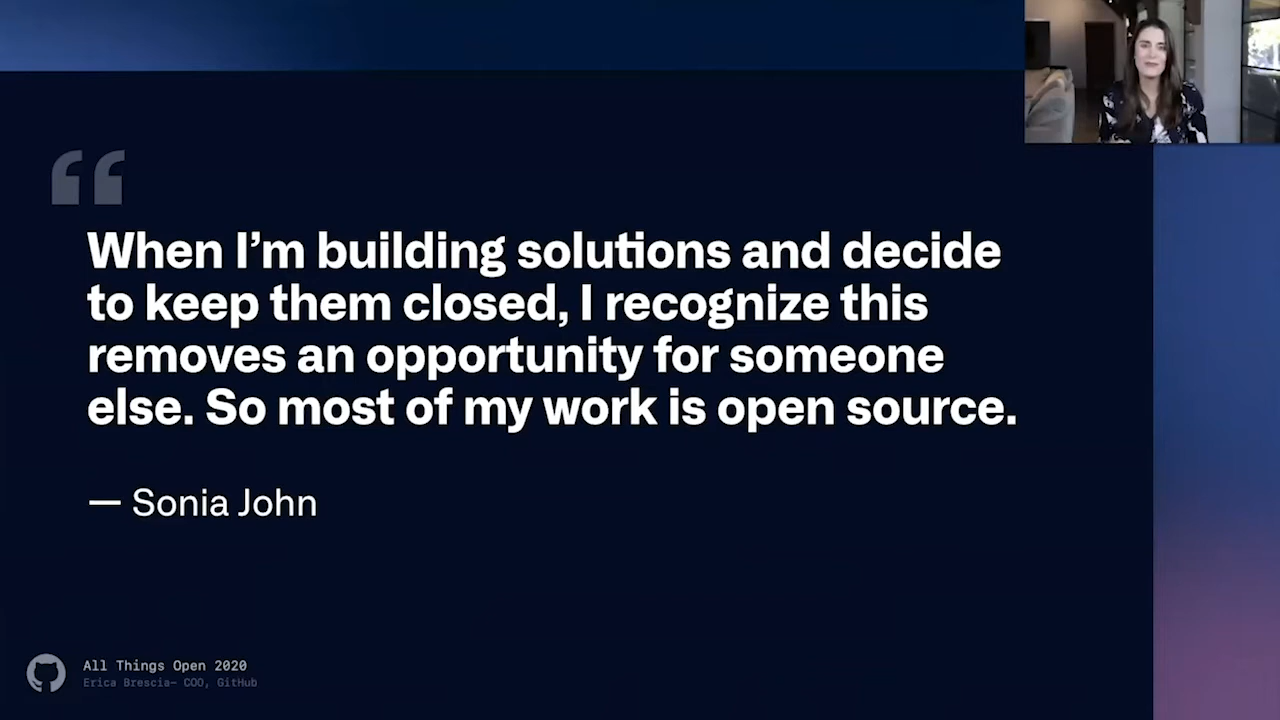 “
When I’m building solutions and decide
to keep them closed, I recognize this
removes an opportunity for someone
else. So most of my work is open source.
— Sonia John
All Things Open 2020
Erica Brescia– COO, GitHub